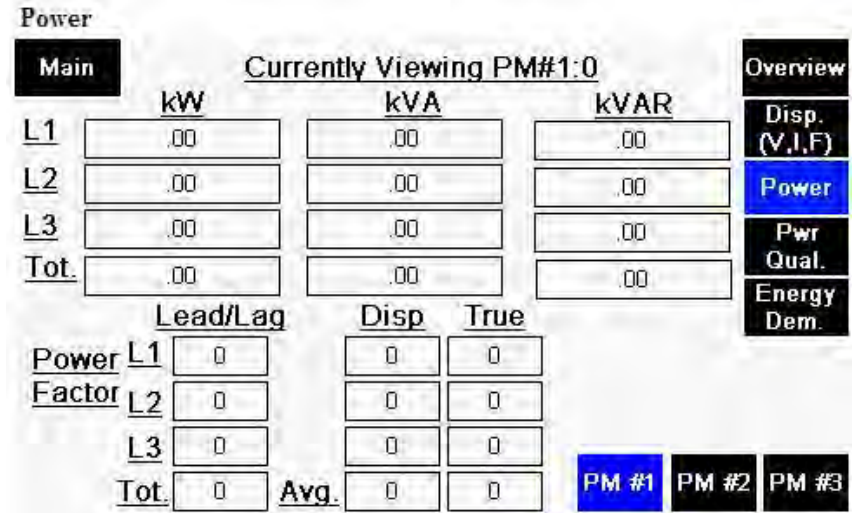 Power
Main Currently Viewing PM#1:0 Overview
kW kVA kVAR
Disp.
(V,I,F)
L1 .00 .00 .00
L2 .00 .00 .00
Power
L3 .00 .00 .00
Pwr
Qual.
Tot. .00 .00 .00
Energy
Dem.
Lead/Lag Disp True
Power
Factor
L1 0 0 0
L2 0 0 0
L3 0 0 0
Tot. 0 Avg. 0 0
PM #1 PM #2 PM #3